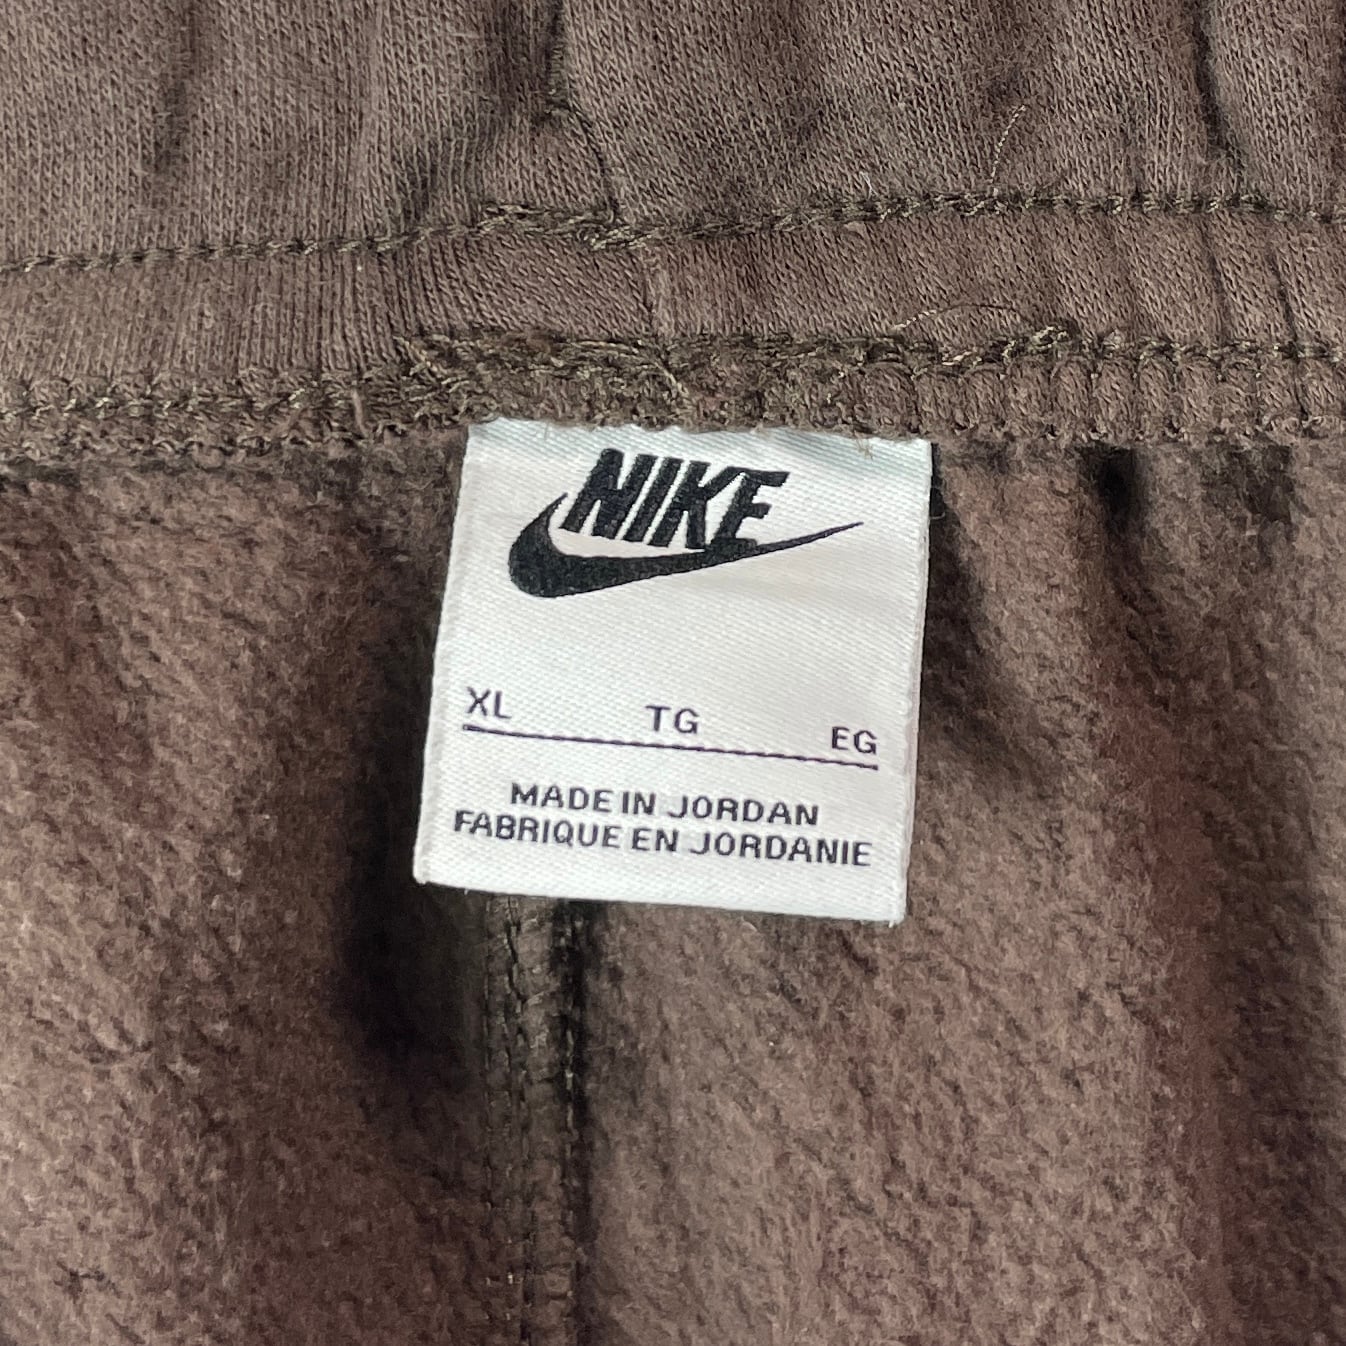 NIKE
XL TG EG
MADE IN JORDAN
FABRIQUE EN JORDANIE